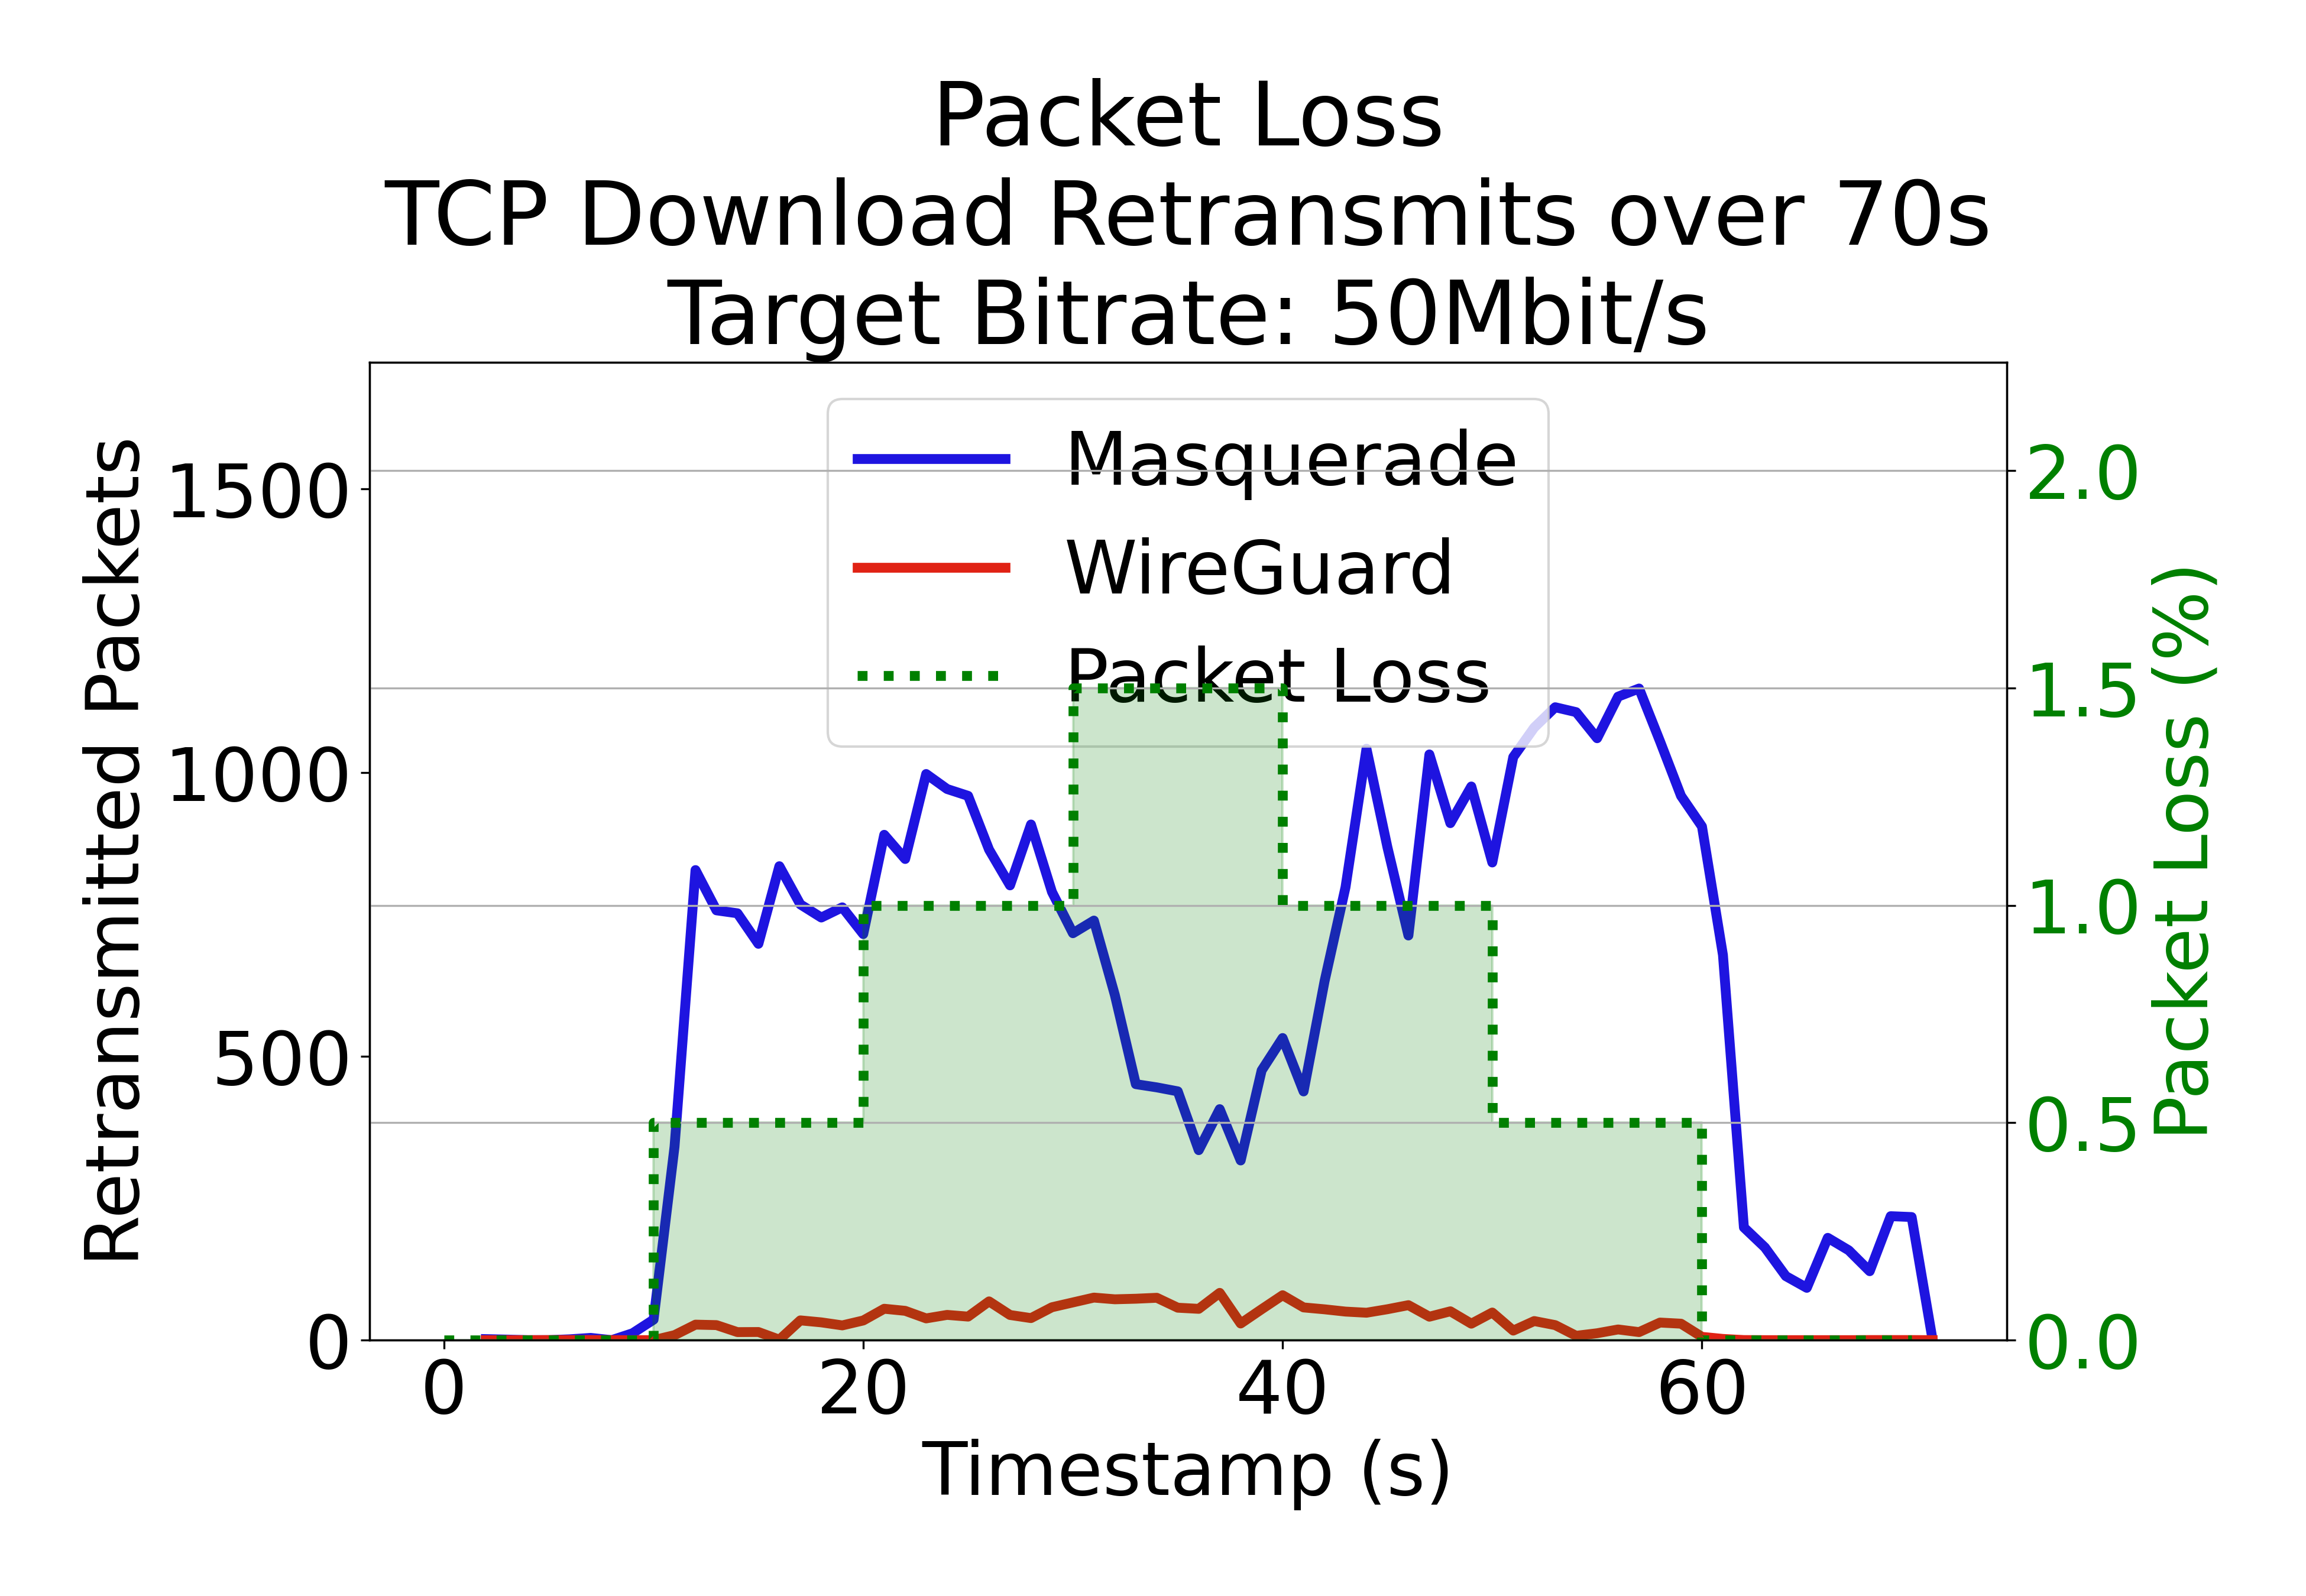 Packet Loss
TCP Download Retransmits over 70s
Target Bitrate: 50Mbit/s
Masquerade
WireGuard
Packet Loss
Retransmitted Packets
1500
1000
500
0
2.0
1.5
1.0
0.5
0.0
Packet Loss (%)
0 20 40 60
Timestamp (s)